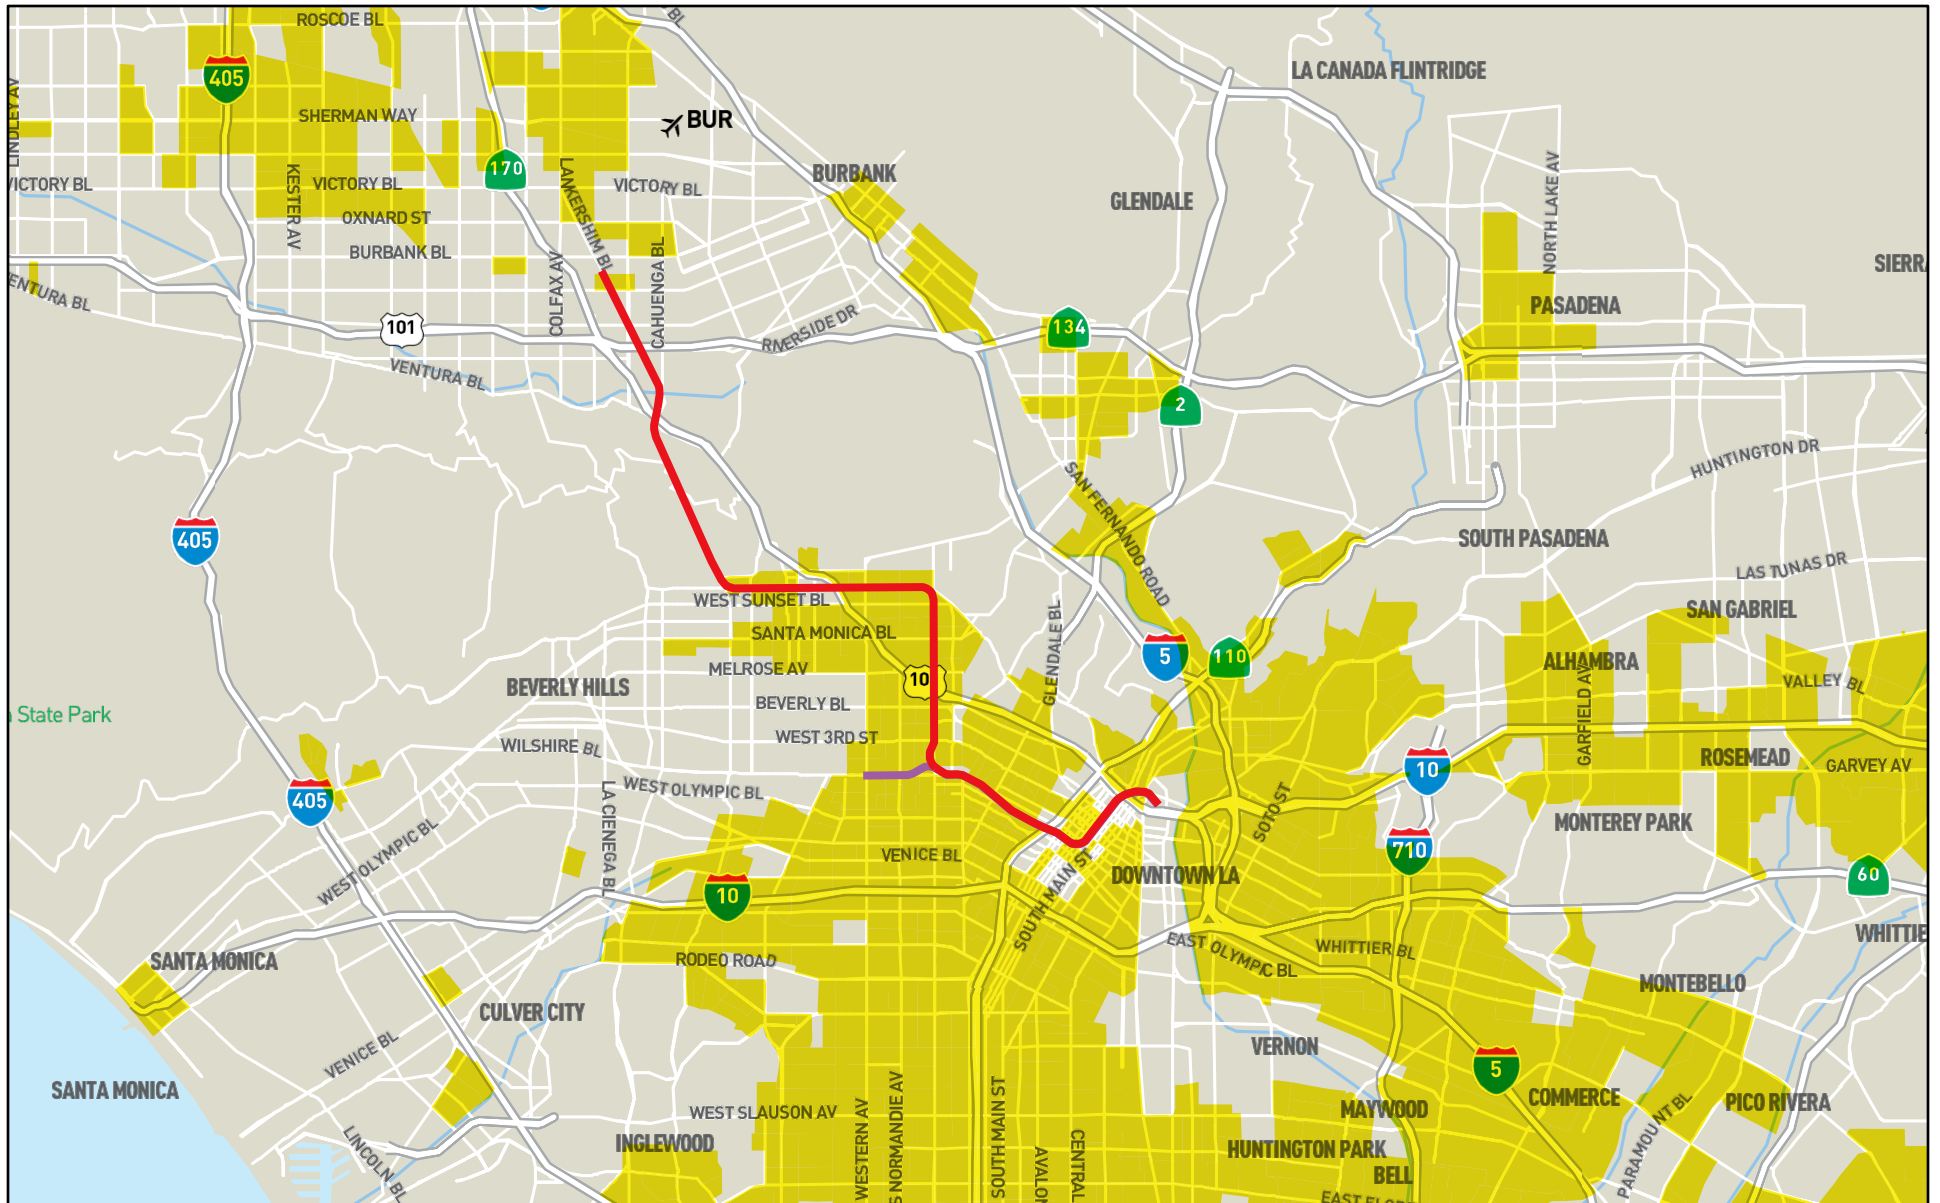 ROSCOE BL
LA CANADA FLINTRIDGE
405
LINDLEY AV
SHERMAN WAY
BUR
170
BURBANK
VICTORY BL
KESTER AV
VICTORY BL
LANKERSHIM BL
VICTORY BL
GLENDALE
NORTH LAKE AV
OXNARD ST
BURBANK BL
COLFAX AV
CAHUENGA BL
SIERRA
ENTURA BL
101
RIVERSIDE DR
134
PASADENA
VENTURA BL
2
HUNTINGTON DR
SAN FERNANDO ROAD
405
SOUTH PASADENA
LAS TUNAS DR
WEST SUNSET BL
SAN GABRIEL
SANTA MONICA BL
GLENDALE BL
5
110
ALHAMBRA
MELROSE AV
BEVERLY HILLS
10
VALLEY BL
State Park
BEVERLY BL
GARFIELD AV
WILSHIRE BL
WEST 3RD ST
10
ROSEMEAD
GARVEY AV
405
LA CIENEGA BL
WEST OLYMPIC BL
SOTO ST
MONTEREY PARK
WEST OLYMPIC BL
VENICE BL
710
DOWNTOWN LA
60
10
SOUTH MAIN ST
WHITTIE
SANTA MONICA
RODEO ROAD
EAST OLYMPIC BL
WHITTIER BL
MONTEBELLO
CULVER CITY
VENICE BL
VERNON
5
SANTA MONICA
COMMERCE
PICO RIVERA
WEST SLAUSON AV
MAYWOOD
PARAMOUNT BL
LINCOLN BL
INGLEWOOD
WESTERN AV
S NORMANDIE AV
SOUTH MAIN ST
AVALON
CENTRAL
HUNTINGTON PARK
BELL